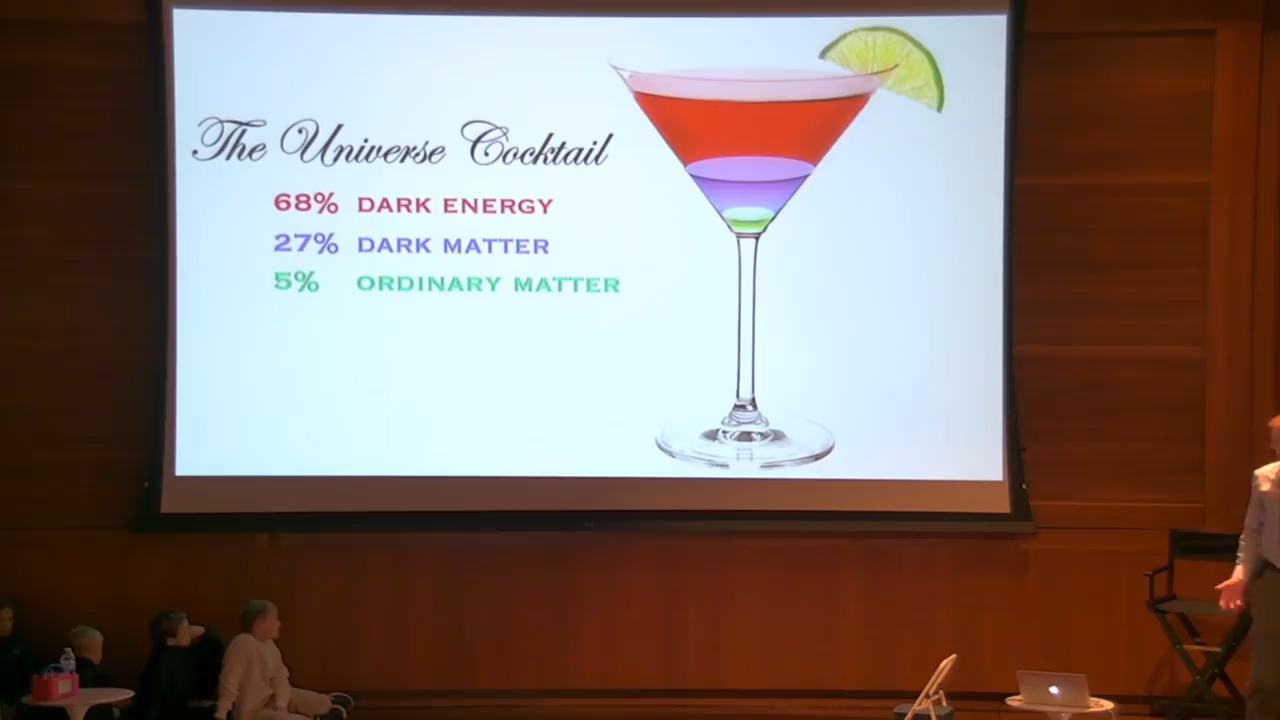 The Universe Cocktail
68% DARK ENERGY
27% DARK MATTER
5% ORDINARY MATTER